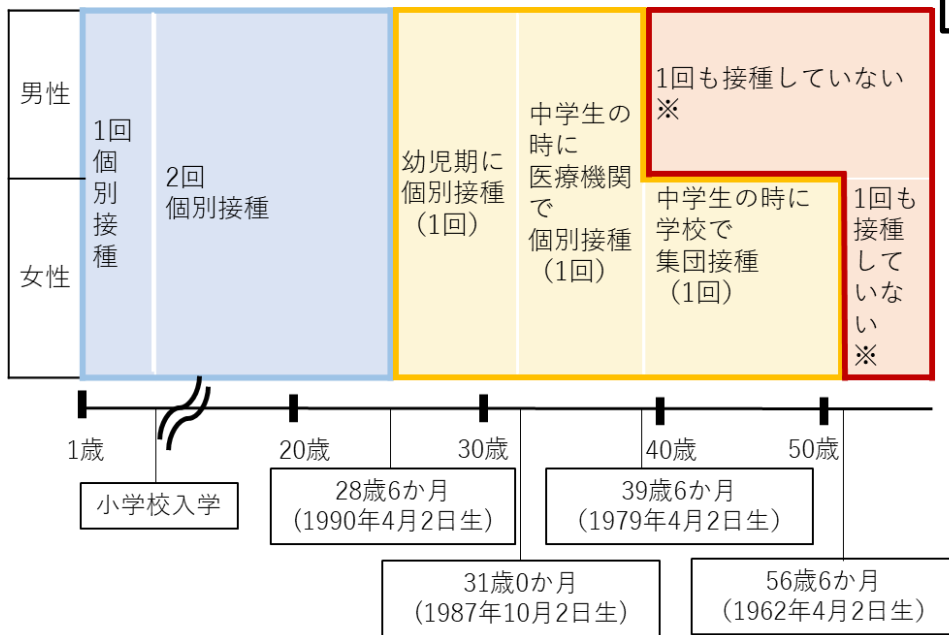 男性
女性
1回
個
別
接
種
2回
個別接種
幼児期に
個別接種
(1回)
中学生の
時に
医療機関
で
個別接種
(1回)
1回も接種していない
※
中学生の時に
学校で
集団接種
(1回)
1回も
接種
して
いな
い
※
1歳
20歳
30歳
40歳
50歳
小学校入学
28歳6か月
(1990年4月2日生)
39歳6か月
(1979年4月2日生)
31歳0か月
(1987年10月2日生)
56歳6か月
(1962年4月2日生)